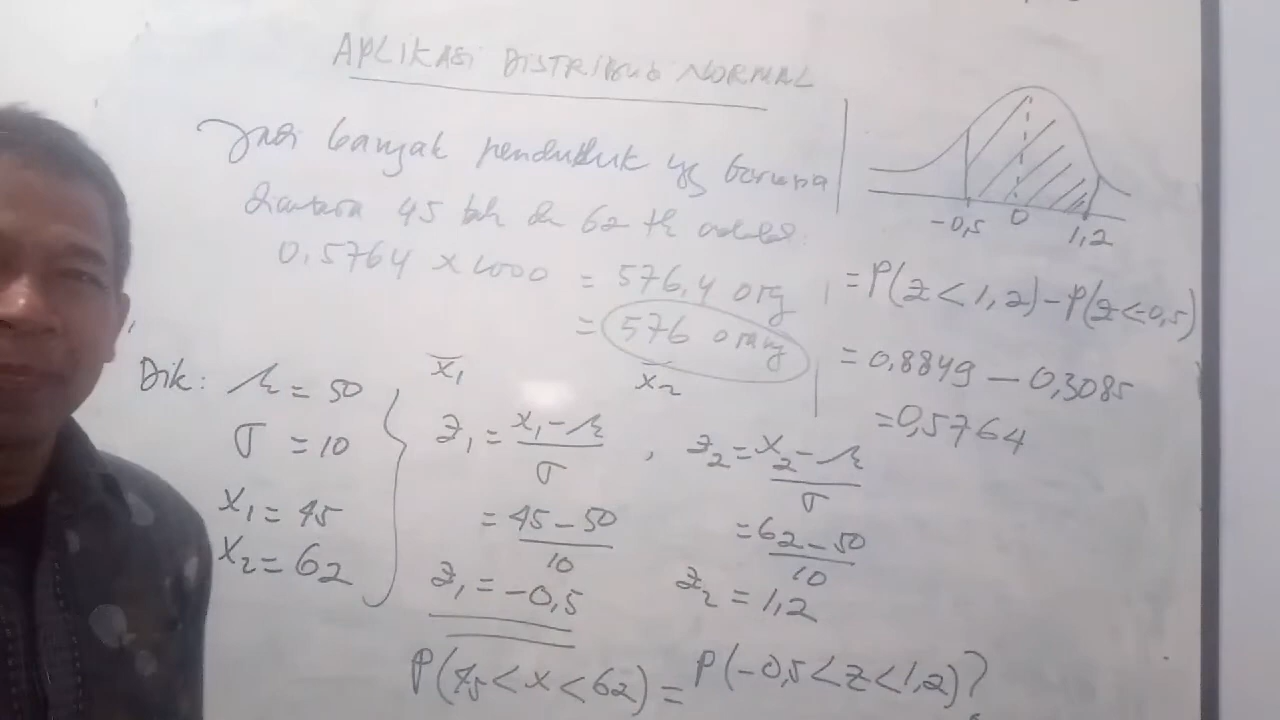 APLIKASI DISTRIBUSI NORMAL
Jadi banyak penduduk yg berusia
diantara 45 th dan 62 th adalah
0,5764 x 1000 = 576,4 org
= 576 orang
-0,5 0 1,2
= P(z < 1,2) - P(z < -0,5)
= 0,8849 - 0,3085
= 0,5764
Dik: μ = 50
σ = 10
x₁ = 45
x₂ = 62
x̄₁
z₁ = (x₁ - μ)/σ ,
= (45 - 50)/10
z₁ = -0,5
x̄₂
z₂ = (x₂ - μ)/σ
= (62 - 50)/10
z₂ = 1,2
P(45 < x < 62) = P(-0,5 < z < 1,2)?